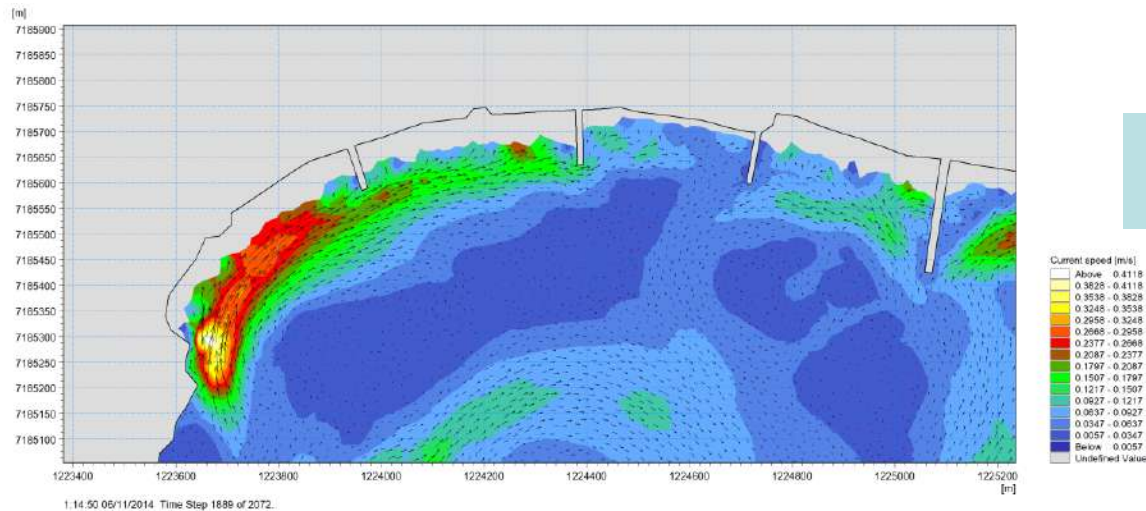 [m]
7185900
7185850
7185800
7185750
7185700
7185650
7185600
7185550
7185500
7185450
7185400
7185350
7185300
7185250
7185200
7185150
7185100
1223400 1223600 1223800 1224000 1224200 1224400 1224600 1224800 1225000 1225200
[m]
1:14:50 06/11/2014 Time Step 1889 of 2072.
Current speed [m/s]
Above 0.4118
0.3828 - 0.4118
0.3538 - 0.3828
0.3248 - 0.3538
0.2958 - 0.3248
0.2668 - 0.2958
0.2377 - 0.2668
0.2087 - 0.2377
0.1797 - 0.2087
0.1507 - 0.1797
0.1217 - 0.1507
0.0927 - 0.1217
0.0637 - 0.0927
0.0347 - 0.0637
0.0057 - 0.0347
Below 0.0057
Undefined Value